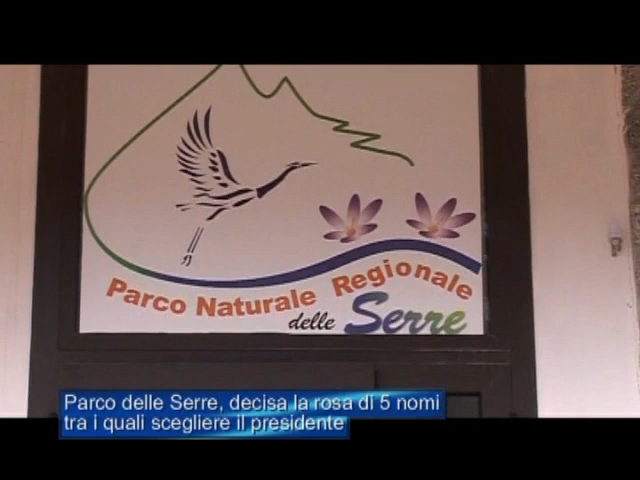 Parco Naturale Regionale
delle Serre
Parco delle Serre, decisa la rosa di 5 nomi
tra i quali scegliere il presidente